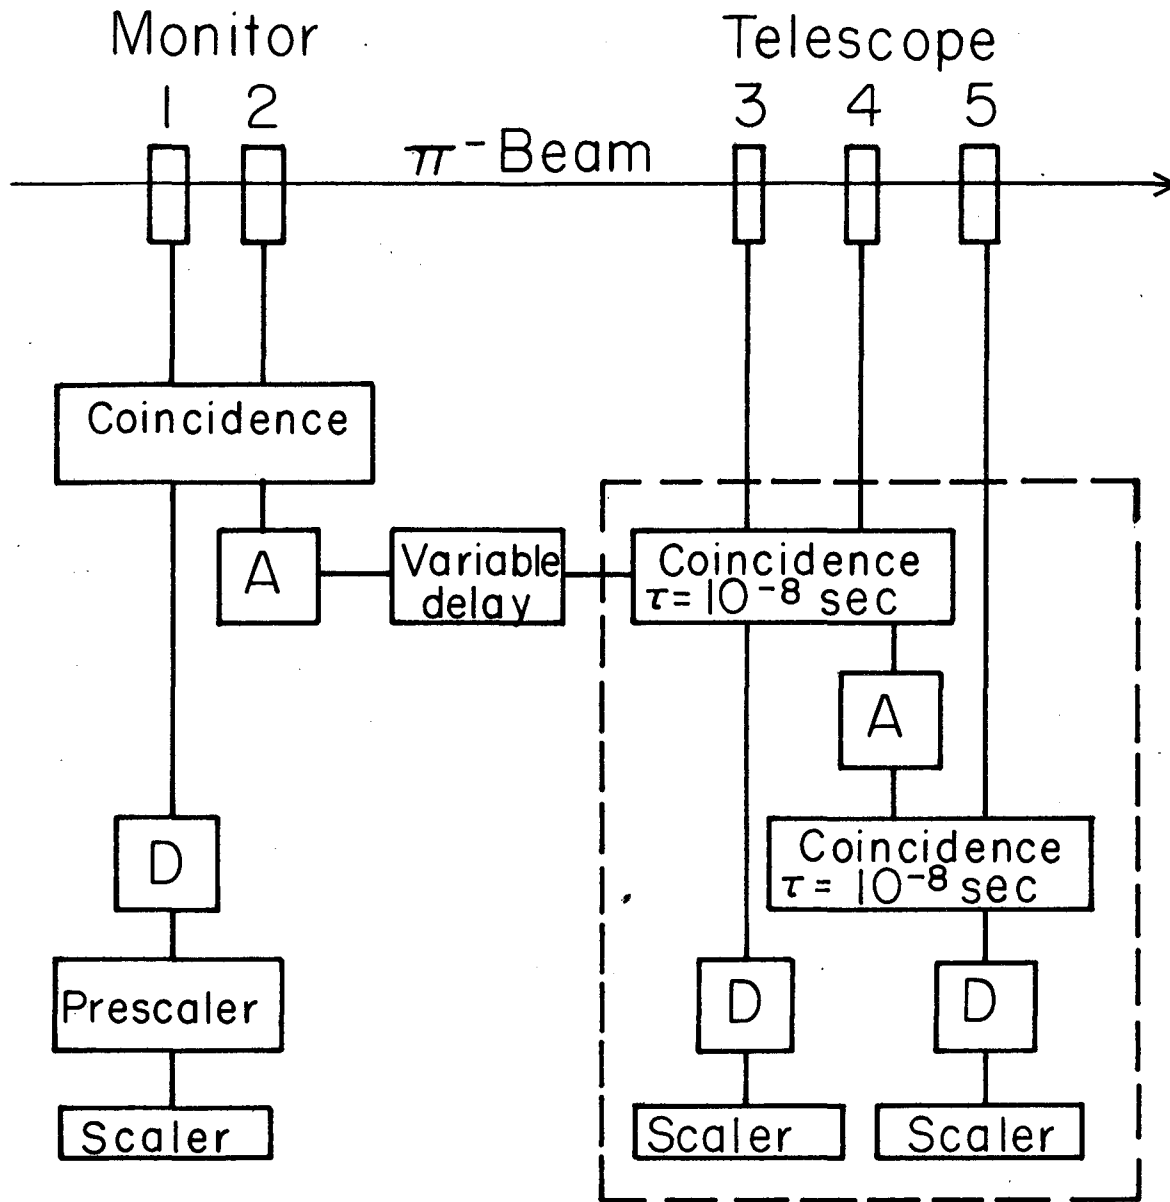 Monitor
Telescope
1 2 3 4 5
π⁻ Beam
Coincidence
A
Variable
delay
Coincidence
τ = 10⁻⁸ sec
A
D
Coincidence
τ = 10⁻⁸ sec
Prescaler
D
D
Scaler
Scaler
Scaler